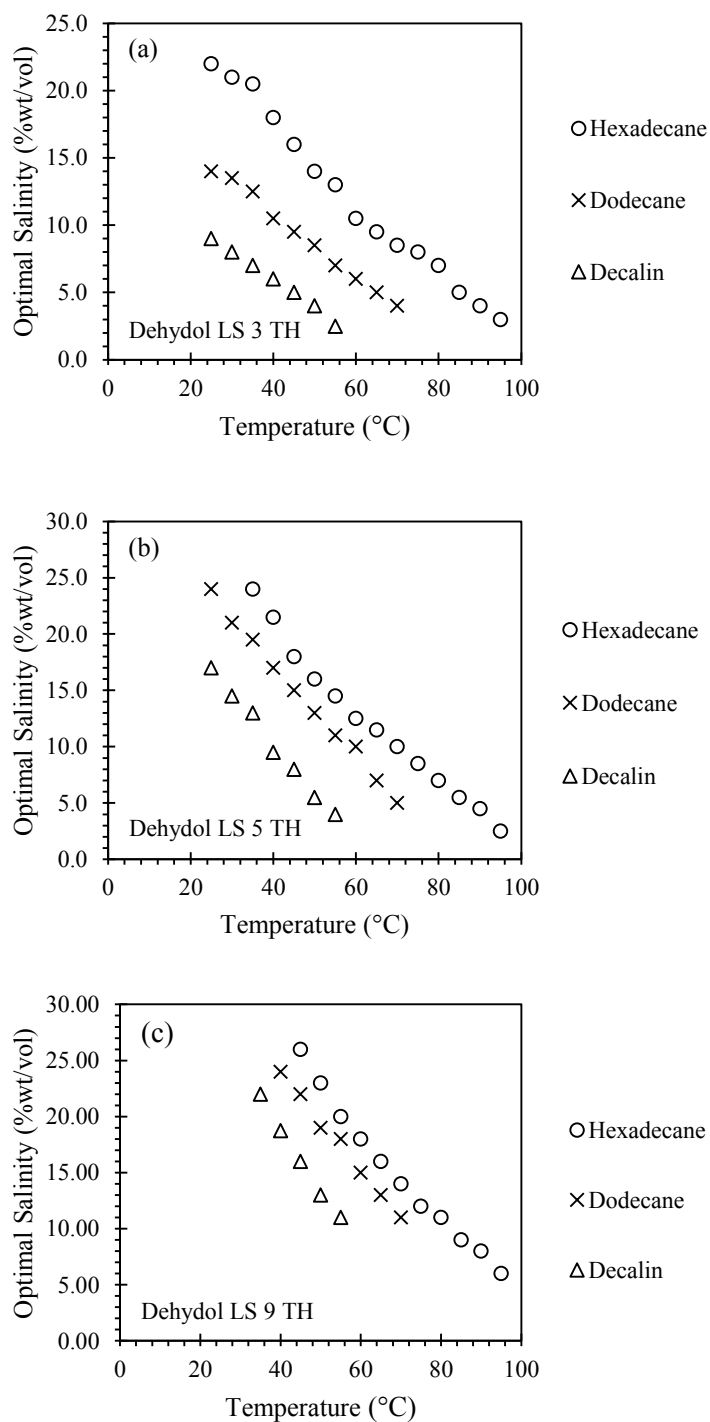 (a)
25.0
20.0
15.0
10.0
5.0
0.0
Optimal Salinity (%wt/vol)
Dehydol LS 3 TH
0 20 40 60 80 100
Temperature (°C)
Hexadecane
Dodecane
Decalin
(b)
30.0
25.0
20.0
15.0
10.0
5.0
0.0
Optimal Salinity (%wt/vol)
Dehydol LS 5 TH
0 20 40 60 80 100
Temperature (°C)
Hexadecane
Dodecane
Decalin
(c)
30.00
25.00
20.00
15.00
10.00
5.00
0.00
Optimal Salinity (%wt/vol)
Dehydol LS 9 TH
0 20 40 60 80 100
Temperature (°C)
Hexadecane
Dodecane
Decalin